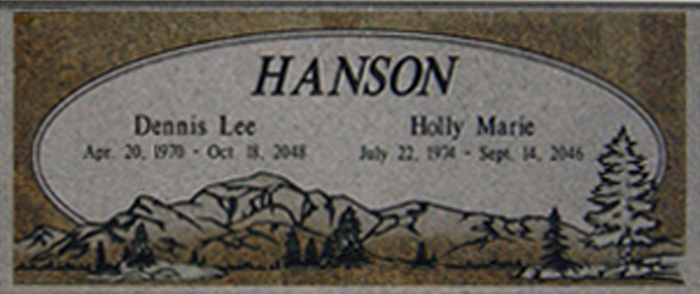 HANSON
Dennis Lee Holly Marie
Apr. 20, 1970 - Oct 18, 2048 July 22, 1974 - Sept. 14, 2046